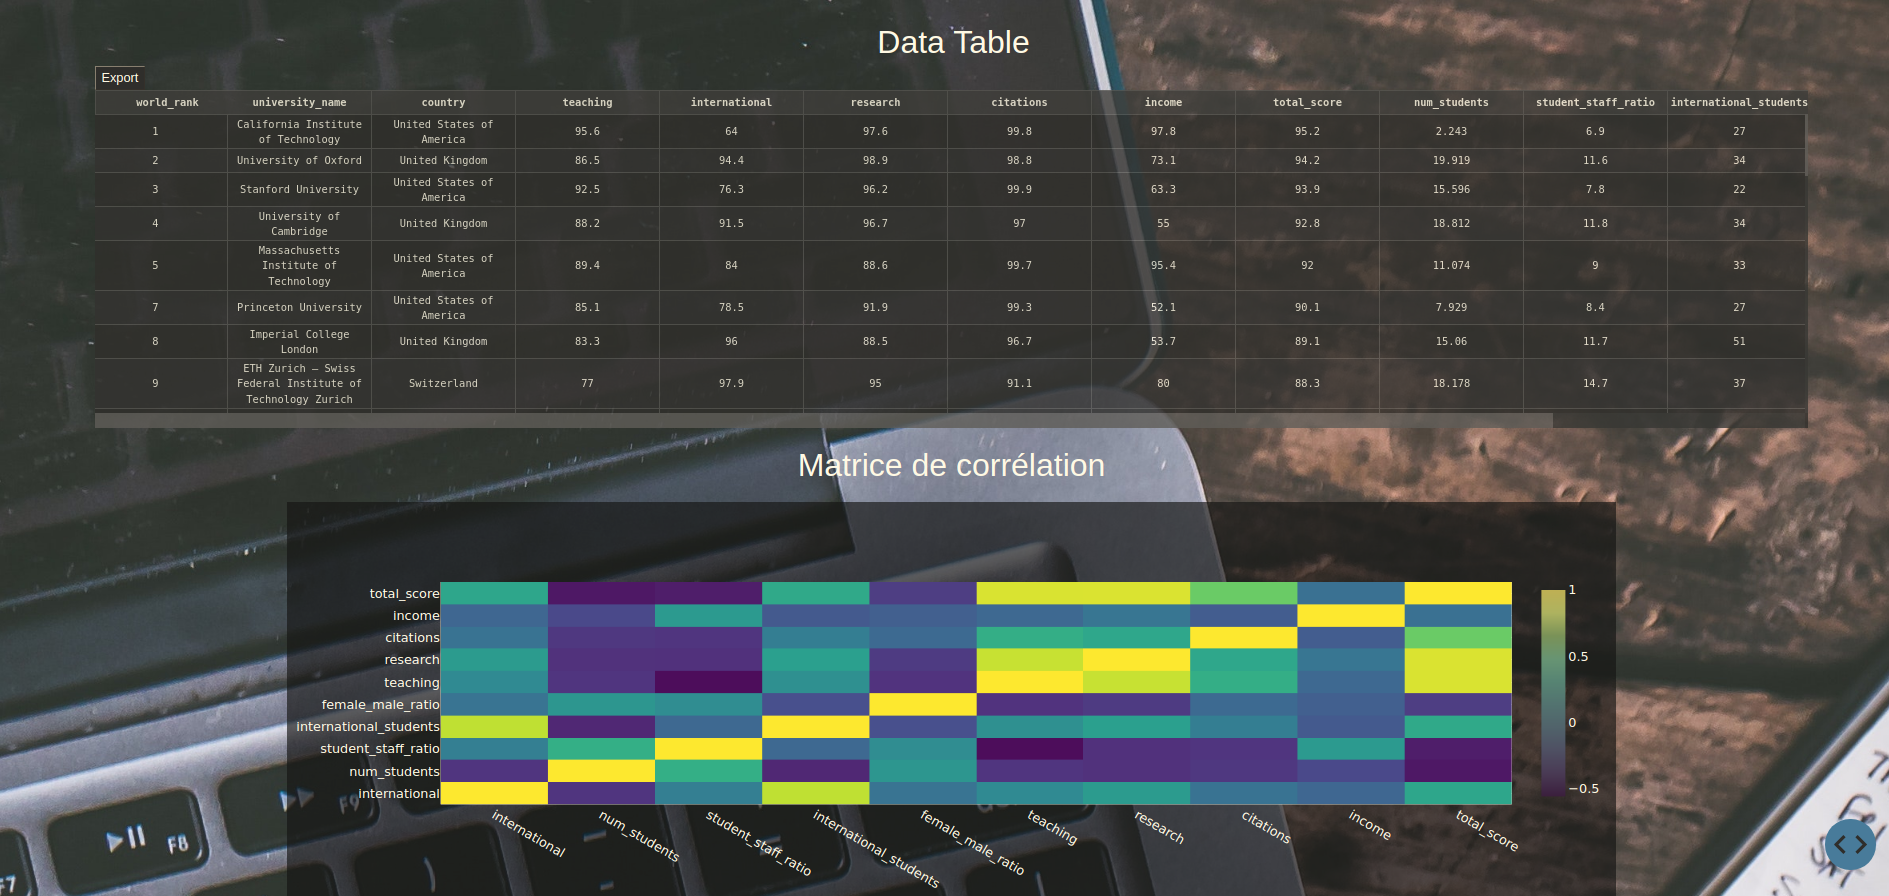 Data Table
Export
world_rank university_name country teaching international research citations income total_score num_students student_staff_ratio international_students
1 California Institute of Technology United States of America 95.6 64 97.6 99.8 97.8 95.2 2.243 6.9 27
2 University of Oxford United Kingdom 86.5 94.4 98.9 98.8 73.1 94.2 19.919 11.6 34
3 Stanford University United States of America 92.5 76.3 96.2 99.9 63.3 93.9 15.596 7.8 22
4 University of Cambridge United Kingdom 88.2 91.5 96.7 97 55 92.8 18.812 11.8 34
5 Massachusetts Institute of Technology United States of America 89.4 84 88.6 99.7 95.4 92 11.074 9 33
7 Princeton University United States of America 85.1 78.5 91.9 99.3 52.1 90.1 7.929 8.4 27
8 Imperial College London United Kingdom 83.3 96 88.5 96.7 53.7 89.1 15.06 11.7 51
9 ETH Zurich – Swiss Federal Institute of Technology Zurich Switzerland 77 97.9 95 91.1 80 88.3 18.178 14.7 37
Matrice de corrélation
total_score
income
citations
research
teaching
female_male_ratio
international_students
student_staff_ratio
num_students
international
international num_students student_staff_ratio international_students female_male_ratio teaching research citations income total_score
1
0.5
0
−0.5
F9
F8
F7